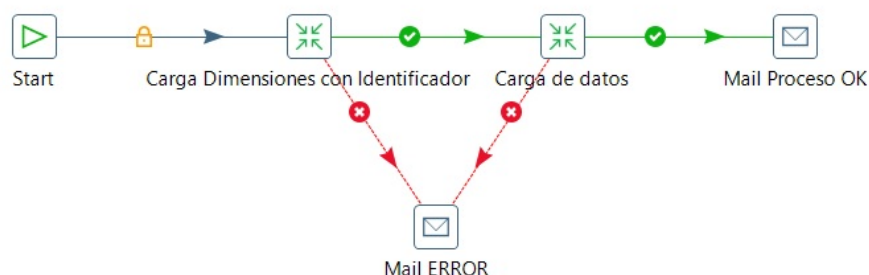 Start
Carga Dimensiones con Identificador
Carga de datos
Mail Proceso OK
Mail ERROR